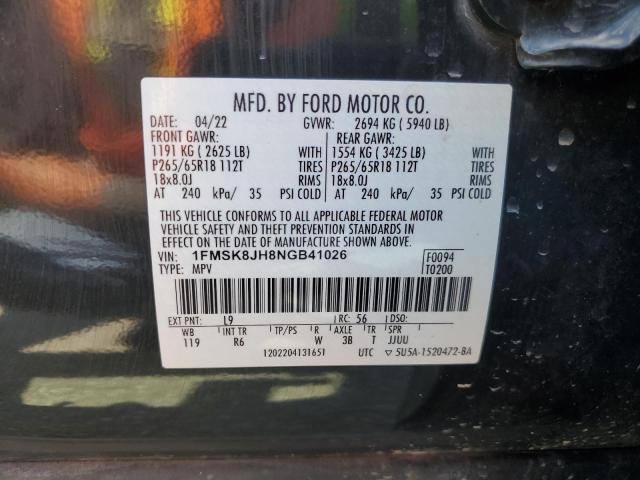 MFD. BY FORD MOTOR CO.
DATE: 04/22 GVWR: 2694 KG ( 5940 LB)
FRONT GAWR: REAR GAWR:
1191 KG ( 2625 LB) WITH 1554 KG ( 3425 LB) WITH
P265/65R18 112T TIRES P265/65R18 112T TIRES
18x8.0J RIMS 18x8.0J RIMS
AT 240 kPa/ 35 PSI COLD AT 240 kPa/ 35 PSI COLD
THIS VEHICLE CONFORMS TO ALL APPLICABLE FEDERAL MOTOR
VEHICLE SAFETY AND THEFT PREVENTION STANDARDS IN
EFFECT ON THE DATE OF MANUFACTURE SHOWN ABOVE.
VIN: 1FMSK8JH8NGB41026 F0094
TYPE: MPV T0200
EXT PNT: L9 RC: 56 DSO:
WB INT TR TP/PS R AXLE TR SPR
119 R6 W 3B T JJUU
1202204131651 UTC ▽5U5A-1520472-BA